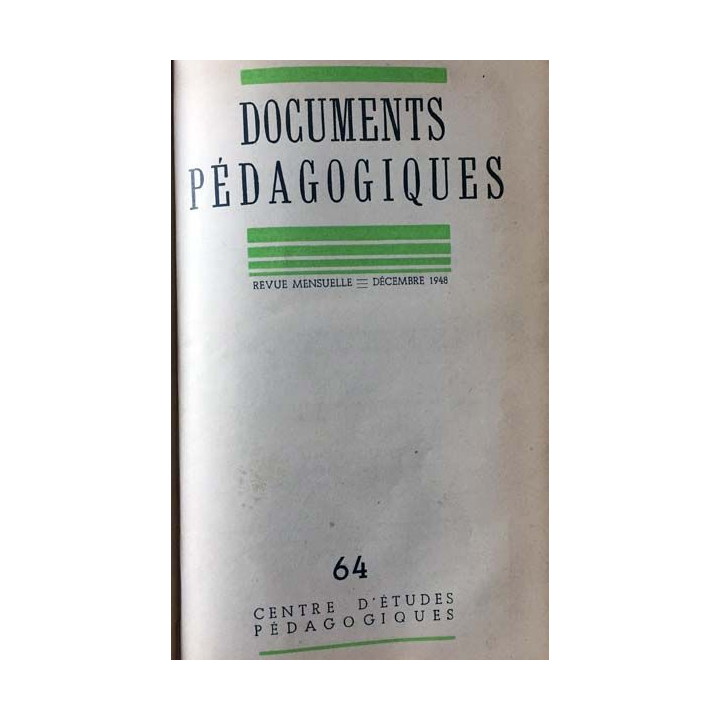 DOCUMENTS
PÉDAGOGIQUES
REVUE MENSUELLE — DÉCEMBRE 1948
64
CENTRE D'ÉTUDES
PÉDAGOGIQUES